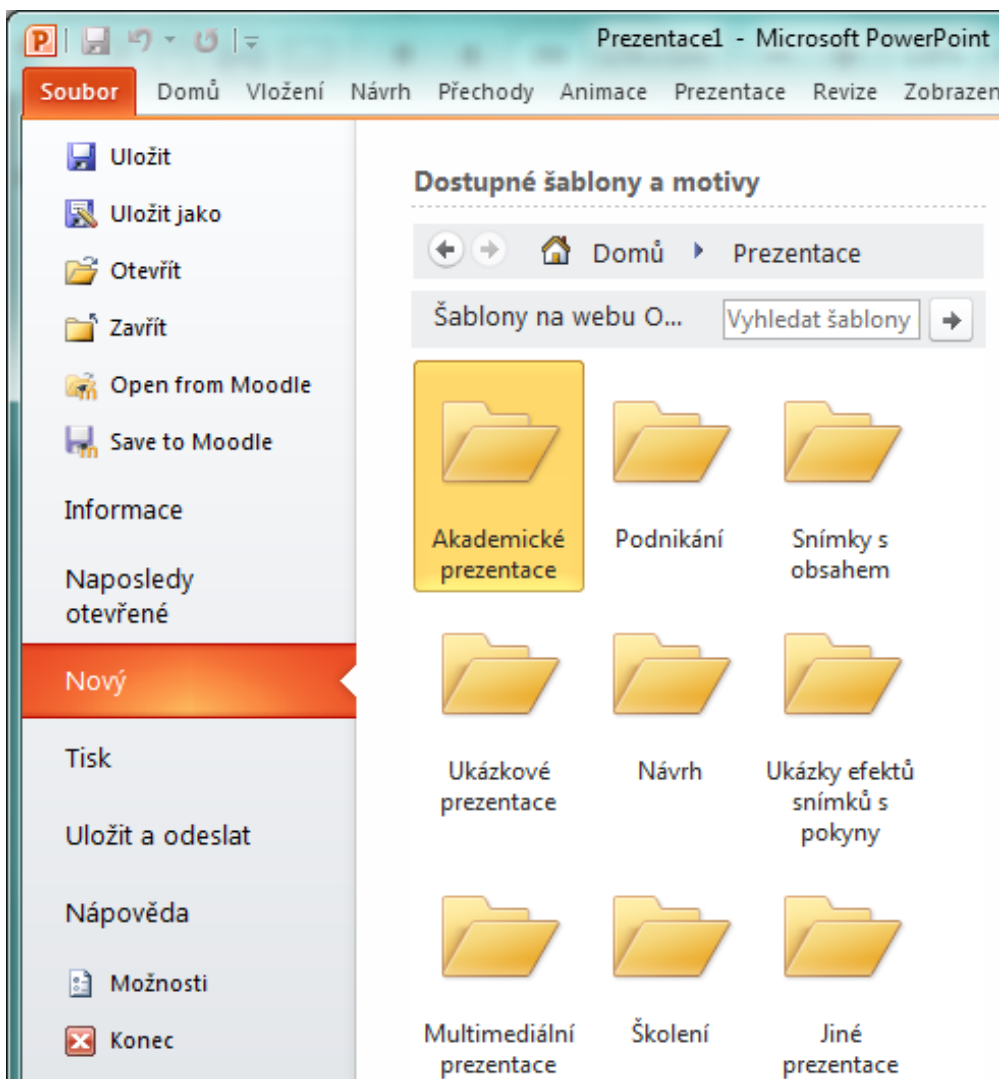 Prezentace1 - Microsoft PowerPoint
Soubor Domů Vložení Návrh Přechody Animace Prezentace Revize Zobrazen
Uložit
Uložit jako
Otevřít
Zavřít
Open from Moodle
Save to Moodle
Informace
Naposledy
otevřené
Nový
Tisk
Uložit a odeslat
Nápověda
Možnosti
Konec
Dostupné šablony a motivy
Domů Prezentace
Šablony na webu O... Vyhledat šablony
Akademické
prezentace
Podnikání
Snímky s
obsahem
Ukázkové
prezentace
Návrh
Ukázky efektů
snímků s
pokyny
Multimediální
prezentace
Školení
Jiné
prezentace